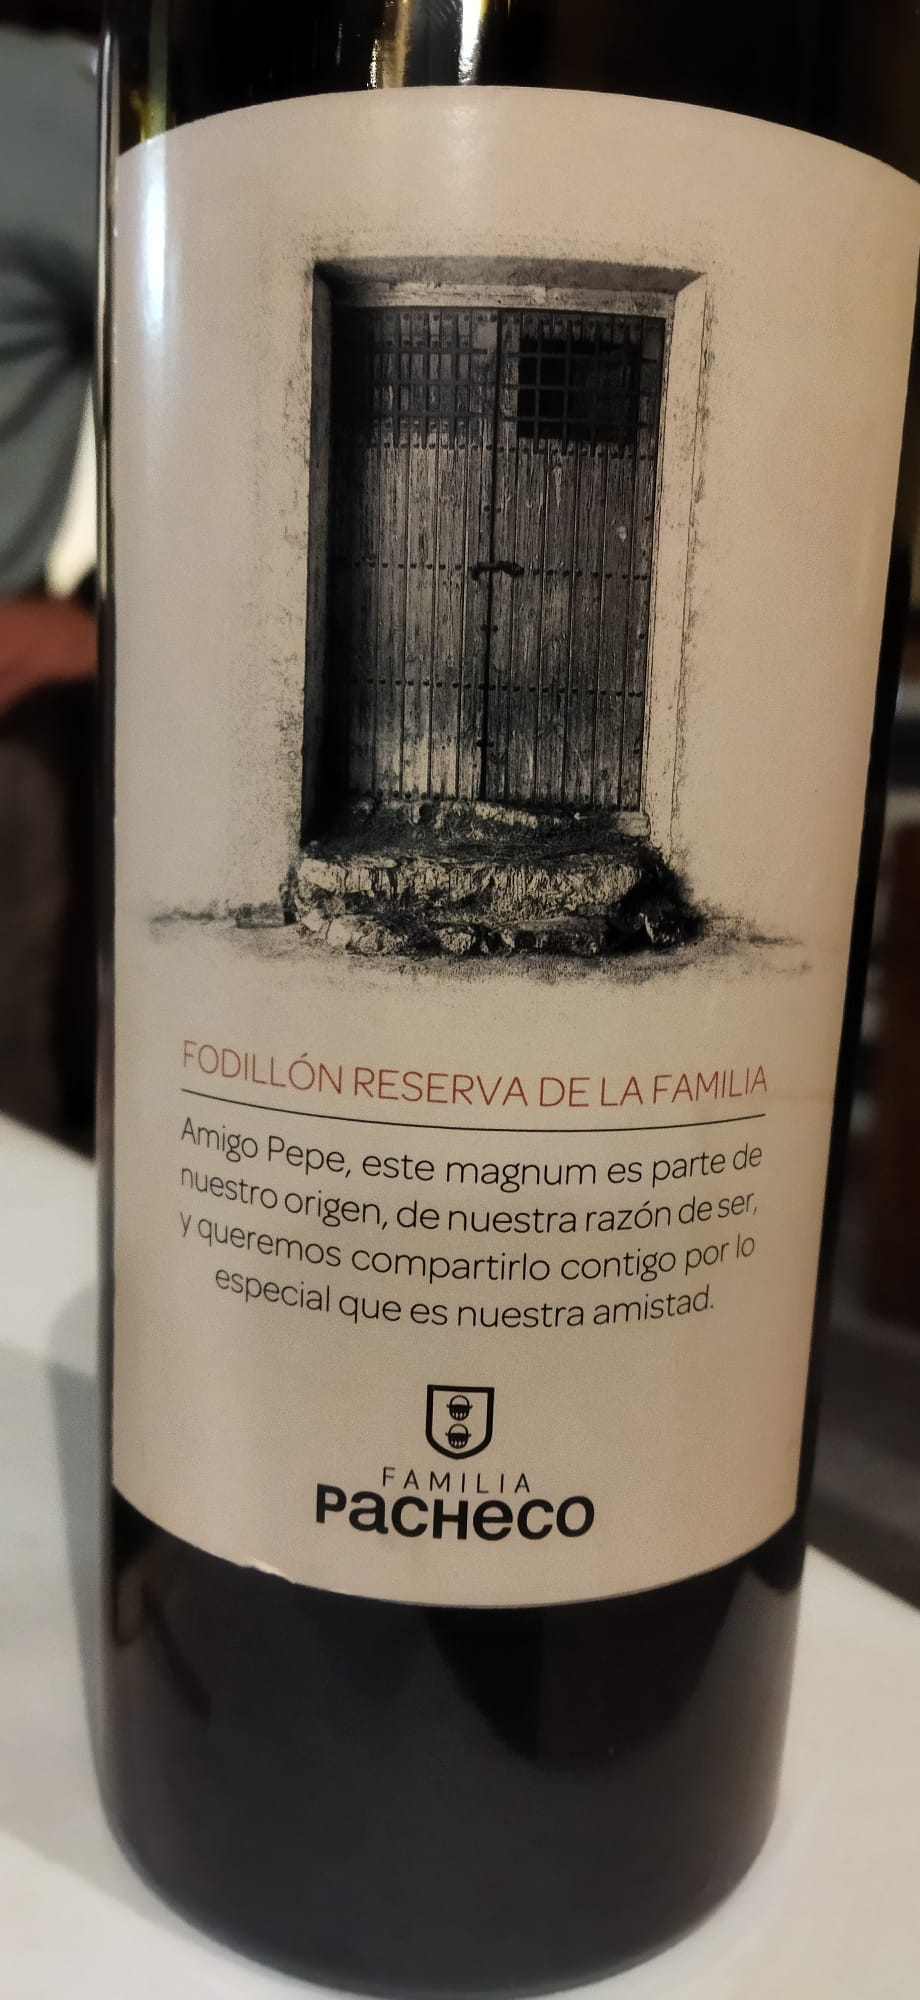 FODILLÓN RESERVA DE LA FAMILIA
Amigo Pepe, este magnum es parte de
nuestro origen, de nuestra razón de ser,
y queremos compartirlo contigo por lo
especial que es nuestra amistad.
FAMILIA
PACHECO